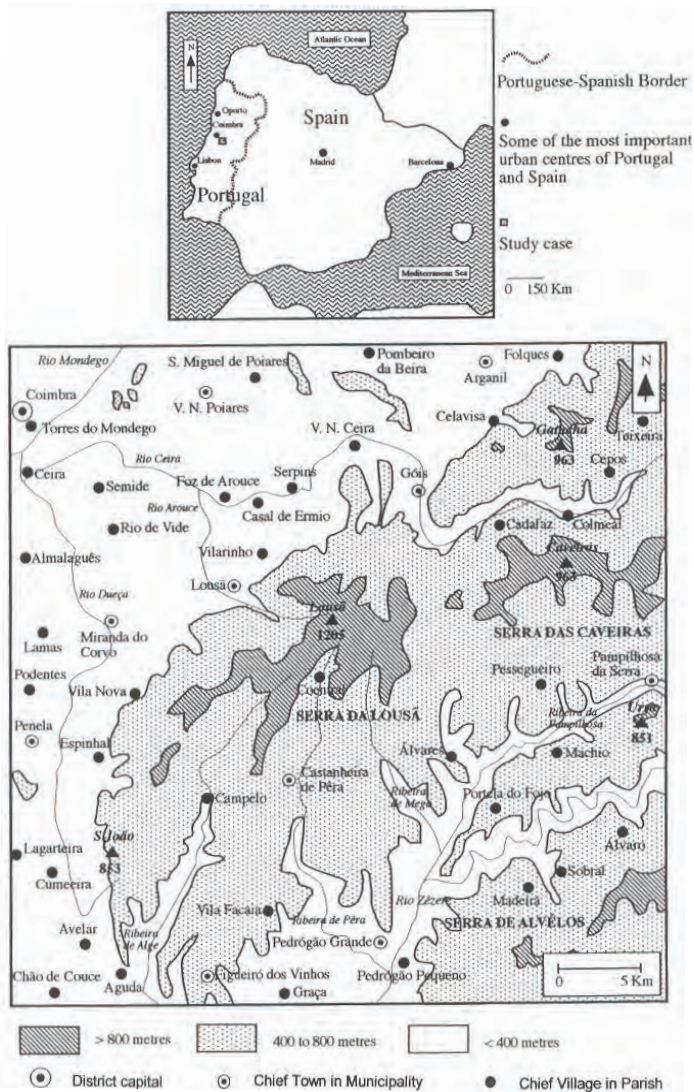 Atlantic Ocean
N
Oporto
Coimbra
Lisbon
Portugal
Spain
Madrid
Barcelona
Mediterranean Sea
Portuguese-Spanish Border
Some of the most important
urban centres of Portugal
and Spain
Study case
0 150 Km
Rio Mondego
S. Miguel de Poiares
Pombeiro
da Beira
Folques
N
Arganil
Coimbra
V. N. Poiares
Torres do Mondego
Celavisa
Teixeira
V. N. Ceira
963
Rio Ceira
Cepos
Ceira
Semide
Foz de Arouce
Serpins
Góis
Rio Arouce
Casal de Ermio
Rio de Vide
Cadafaz
Colmeal
Almalaguês
Vilarinho
Caveiras
Lousã
Rio Dueça
Lousã
1205
Miranda do
Corvo
Lamas
SERRA DAS CAVEIRAS
Pampilhosa
da Serra
Podentes
Vila Nova
Coentral
Pessegueiro
SERRA DA LOUSÃ
Ribeira da
Pampilhosa
851
Penela
Espinhal
Álvares
Machio
Castanheira
de Pêra
Ribeira
de Mega
Campelo
Portela do Fojo
S. João
853
Lagarteira
Álvaro
Cumeeira
Sobral
Rio Zêzere
Madeira
Vila Facaia
Ribeira de Pêra
SERRA DE ALVÉLOS
Avelar
Ribeira
de Alge
Pedrógão Grande
Chão de Couce
Aguda
Figueiró dos Vinhos
Pedrógão Pequeno
Graça
0 5 Km
> 800 metres
400 to 800 metres
< 400 metres
District capital
Chief Town in Municipality
Chief Village in Parish